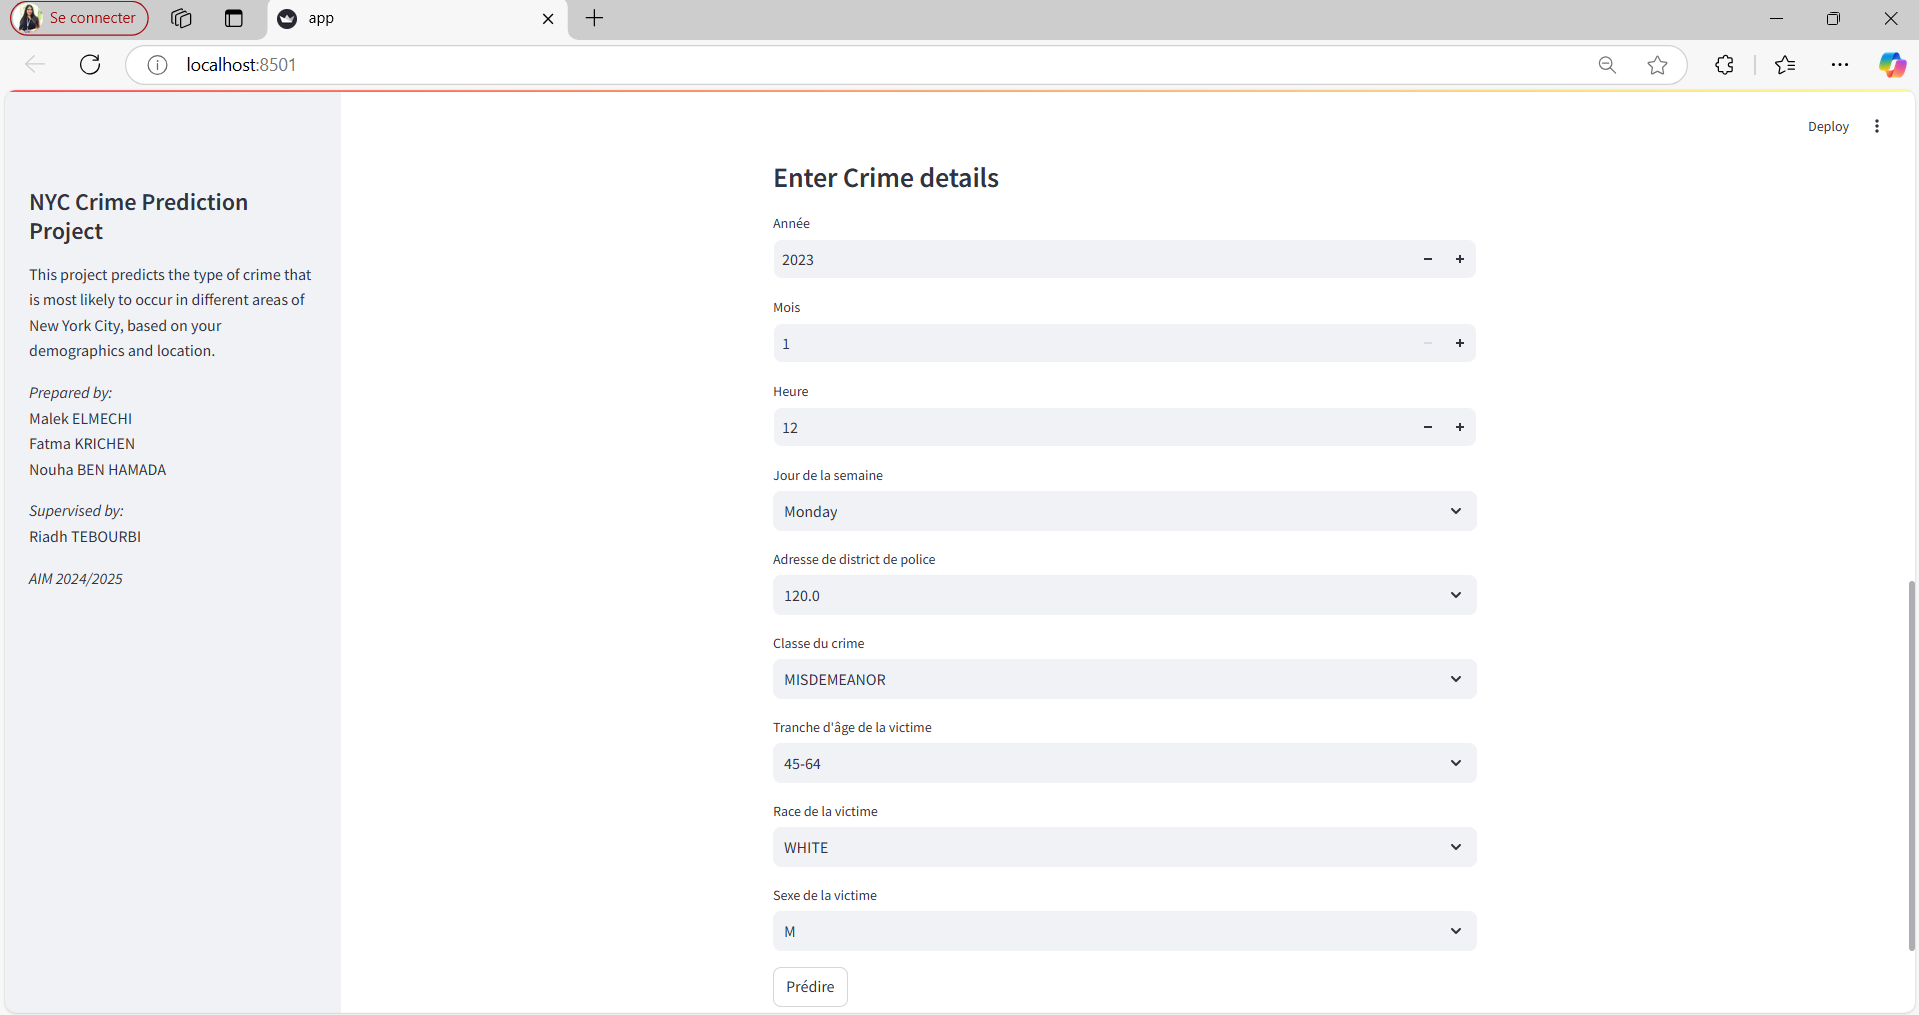 Se connecter
app
localhost:8501
Deploy
NYC Crime Prediction
Project
This project predicts the type of crime that
is most likely to occur in different areas of
New York City, based on your
demographics and location.
Prepared by:
Malek ELMECHI
Fatma KRICHEN
Nouha BEN HAMADA
Supervised by:
Riadh TEBOURBI
AIM 2024/2025
Enter Crime details
Année
2023
Mois
1
Heure
12
Jour de la semaine
Monday
Adresse de district de police
120.0
Classe du crime
MISDEMEANOR
Tranche d'âge de la victime
45-64
Race de la victime
WHITE
Sexe de la victime
M
Prédire